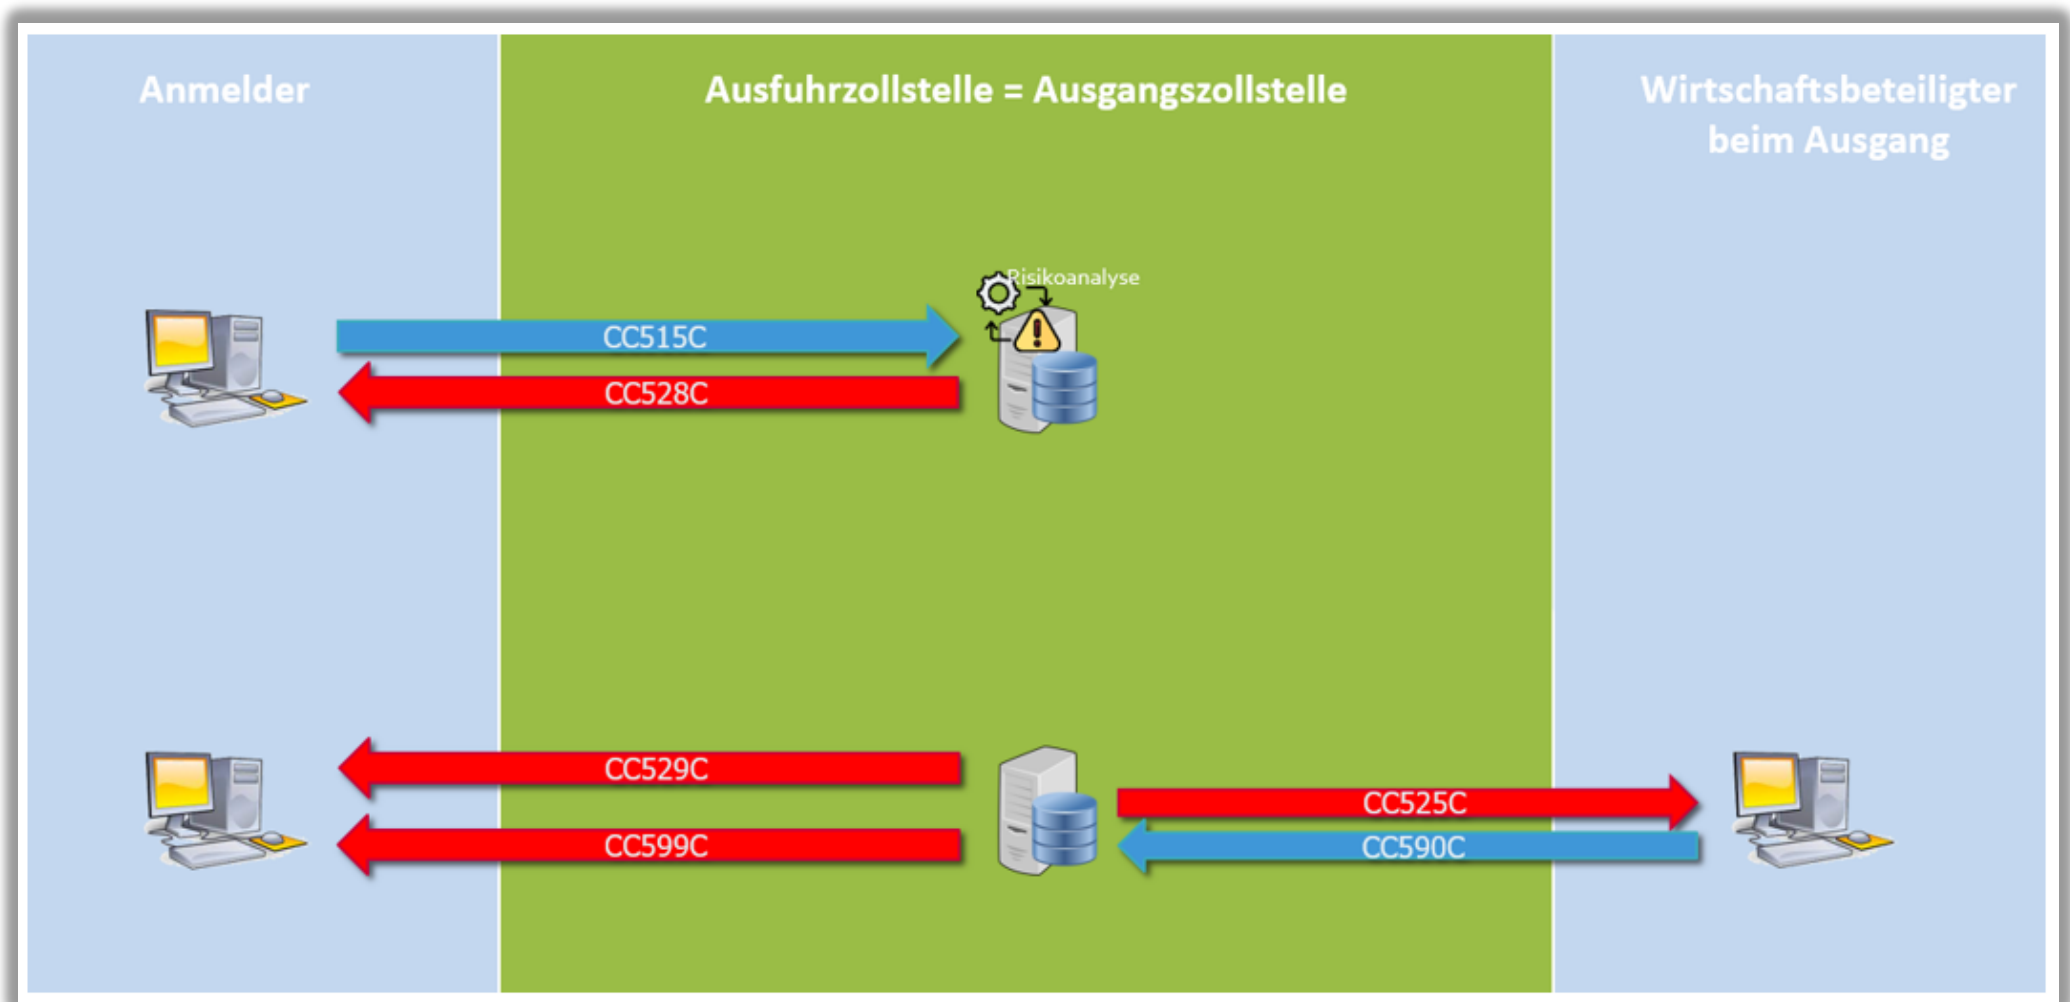 Anmelder
Ausfuhrzollstelle = Ausgangszollstelle
Wirtschaftsbeteiligter
beim Ausgang
Risikoanalyse
CC515C
CC528C
CC529C
CC525C
CC599C
CC590C